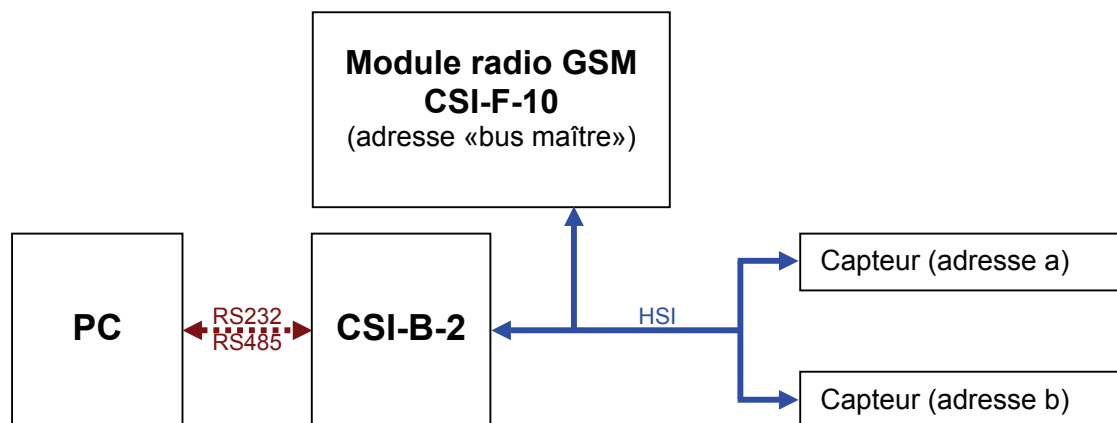 Module radio GSM
CSI-F-10
(adresse «bus maître»)
PC
RS232
RS485
CSI-B-2
HSI
Capteur (adresse a)
Capteur (adresse b)